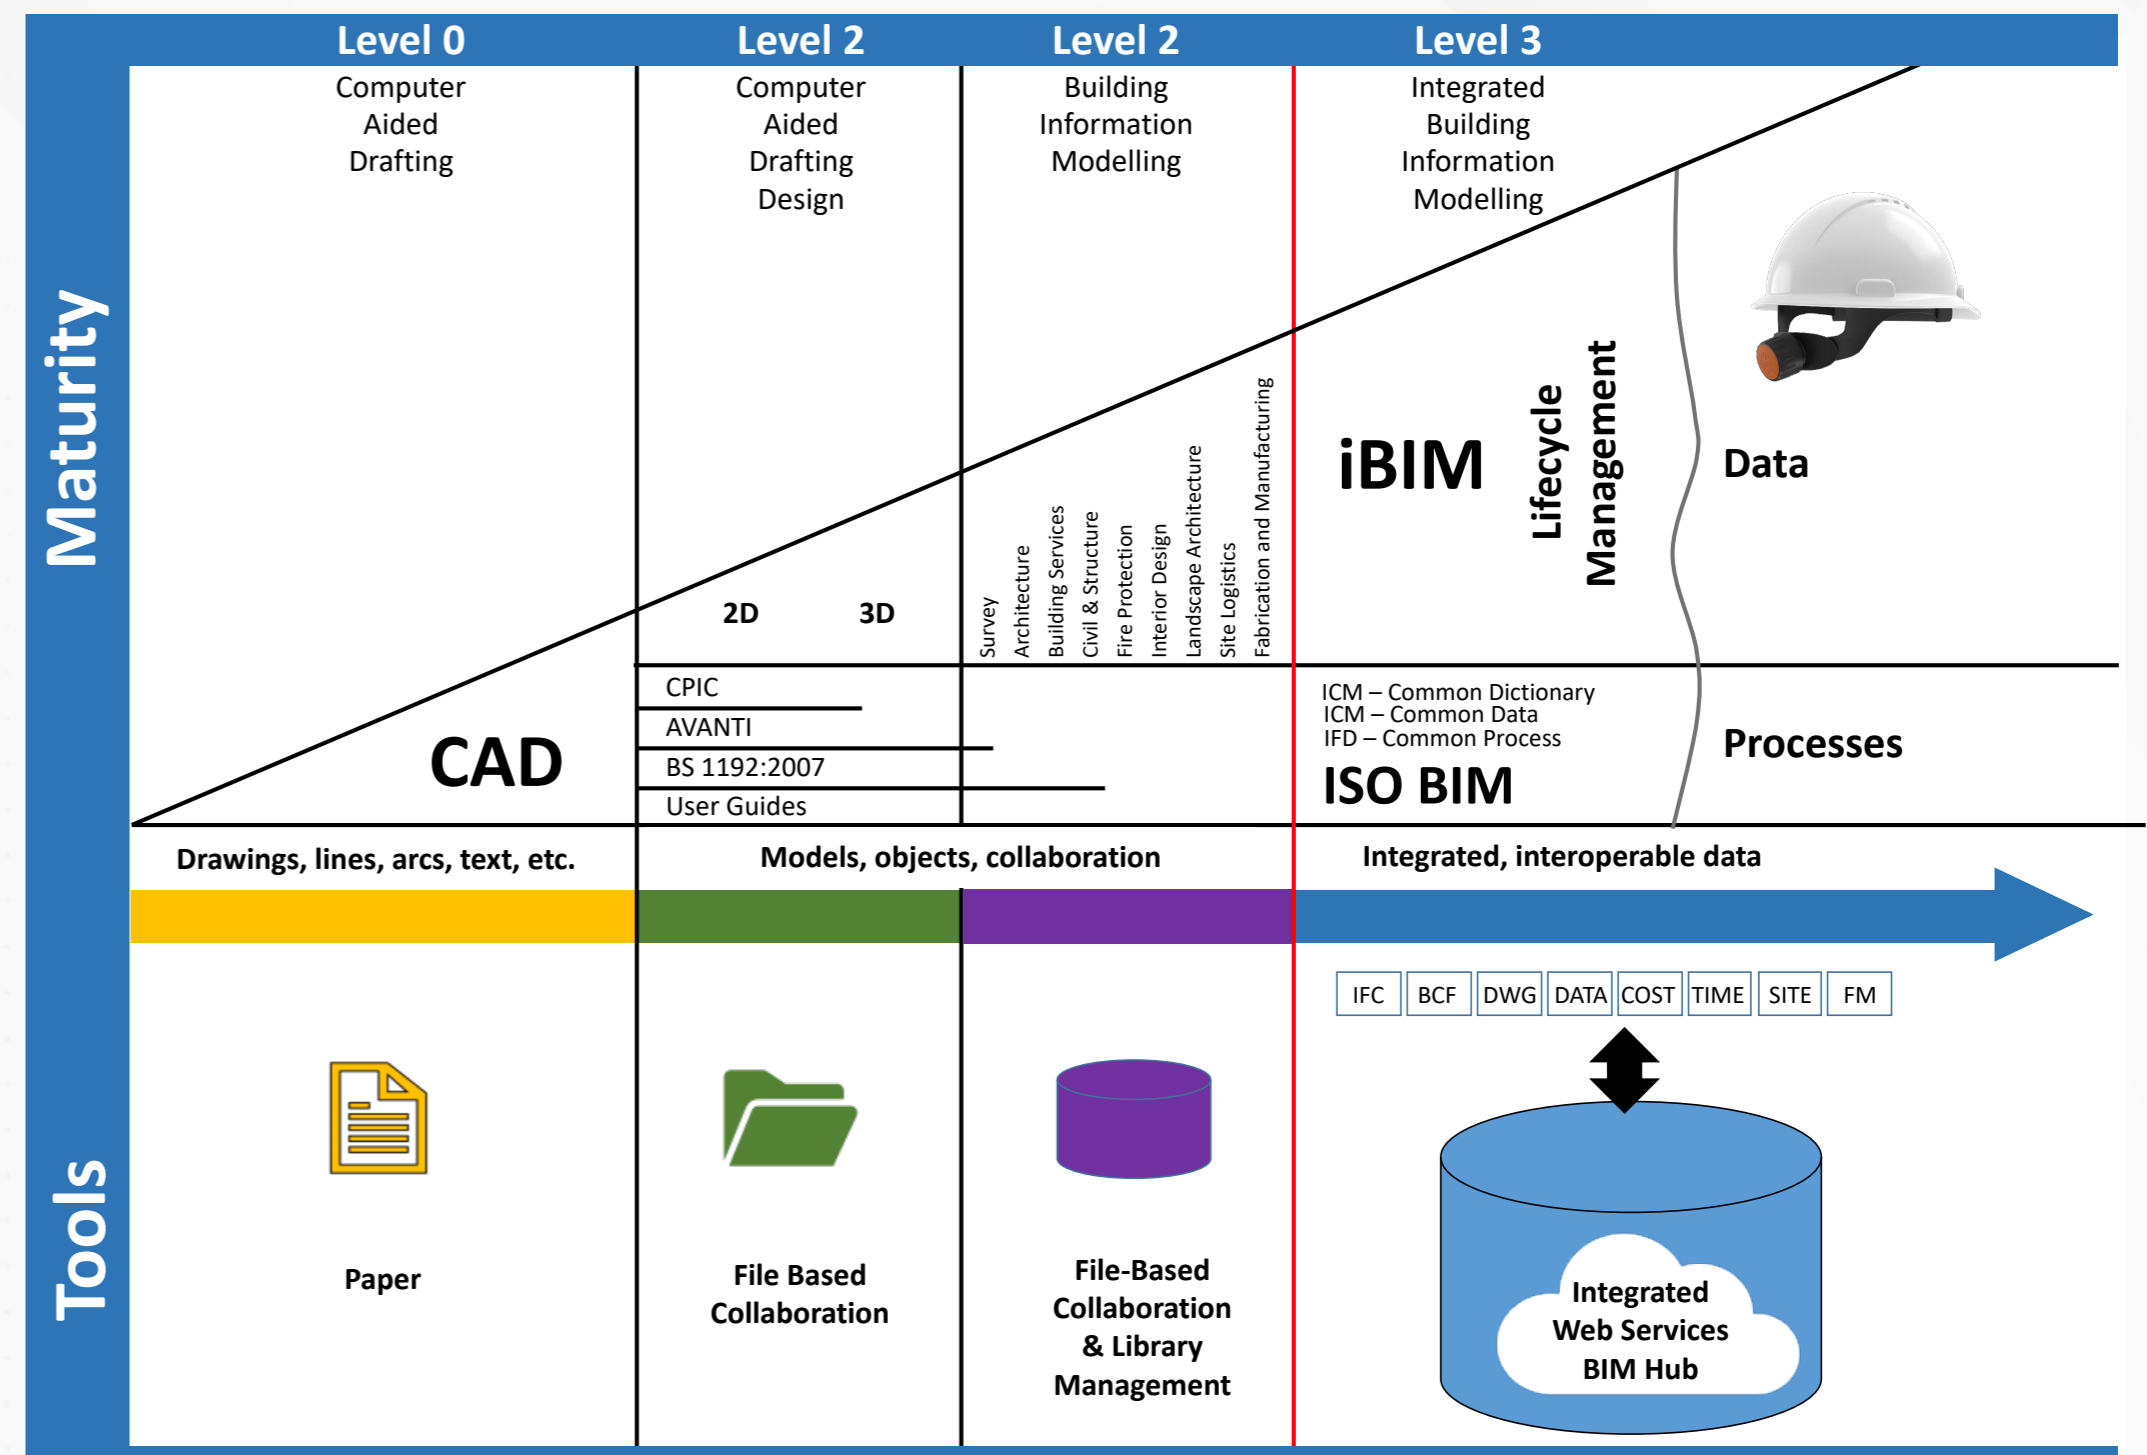 Level 0
Level 2
Level 2
Level 3
Computer
Aided
Drafting
Computer
Aided
Drafting
Design
Building
Information
Modelling
Integrated
Building
Information
Modelling
Maturity
2D
3D
Survey
Architecture
Building Services
Civil & Structure
Fire Protection
Interior Design
Landscape Architecture
Site Logistics
Fabrication and Manufacturing
iBIM
Lifecycle
Management
Data
CAD
CPIC
AVANTI
BS 1192:2007
User Guides
ICM – Common Dictionary
ICM – Common Data
IFD – Common Process
ISO BIM
Processes
Drawings, lines, arcs, text, etc.
Models, objects, collaboration
Integrated, interoperable data
Tools
IFC
BCF
DWG
DATA
COST
TIME
SITE
FM
Paper
File Based
Collaboration
File-Based
Collaboration
& Library
Management
Integrated
Web Services
BIM Hub